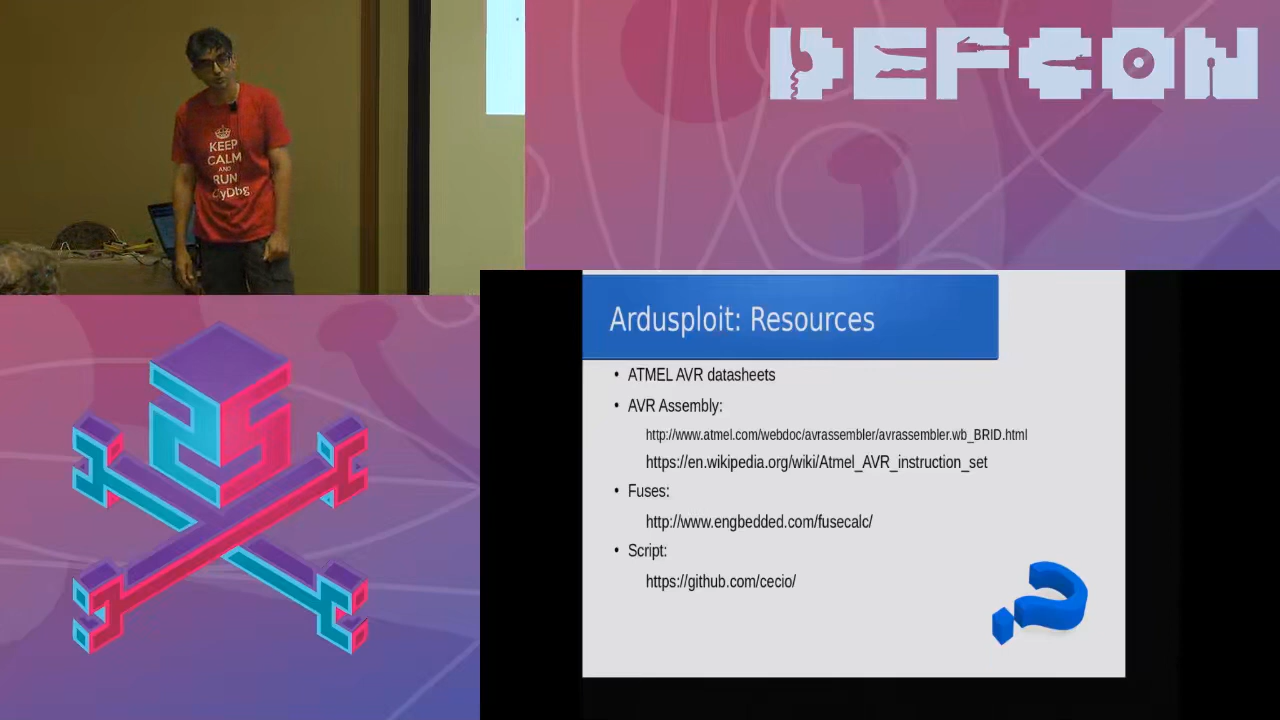 DEFCON
KEEP
CALM
AND
RUN
OllyDbg
25
Ardusploit: Resources
• ATMEL AVR datasheets
• AVR Assembly:
http://www.atmel.com/webdoc/avrassembler/avrassembler.wb_BRID.html
https://en.wikipedia.org/wiki/Atmel_AVR_instruction_set
• Fuses:
http://www.engbedded.com/fusecalc/
• Script:
https://github.com/cecio/